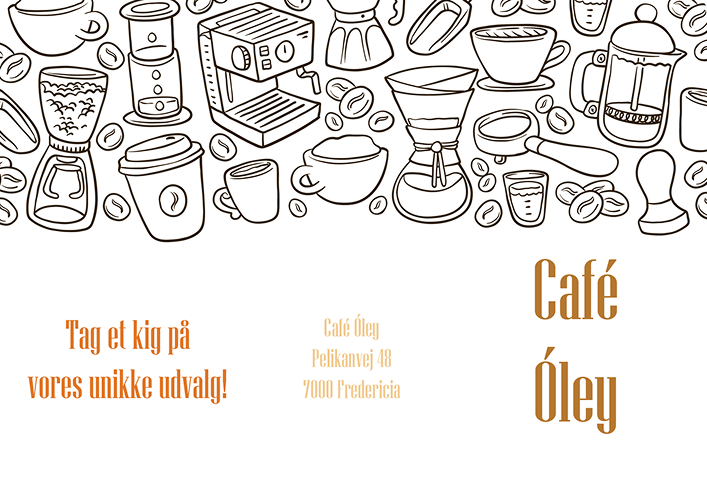 Tag et kig på
vores unikke udvalg!
Café Óley
Pelikanvej 48
7000 Fredericia
Café
Óley